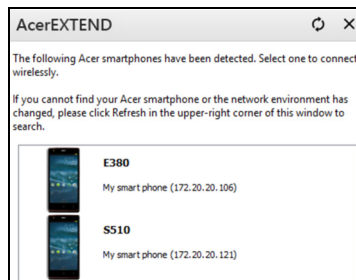 AcerEXTEND
The following Acer smartphones have been detected. Select one to connect
wirelessly.
If you cannot find your Acer smartphone or the network environment has
changed, please click Refresh in the upper-right corner of this window to
search.
E380
My smart phone (172.20.20.106)
S510
My smart phone (172.20.20.121)